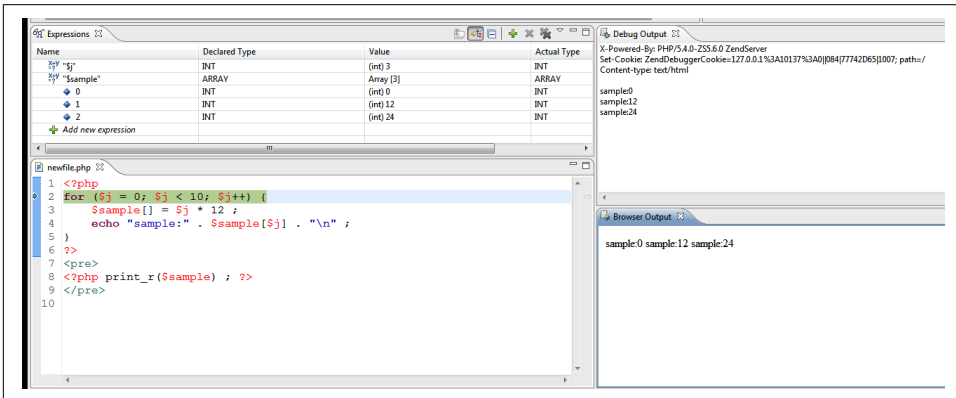 Expressions
Name Declared Type Value Actual Type
"$j" INT (int) 3 INT
"$sample" ARRAY Array [3] ARRAY
0 INT (int) 0 INT
1 INT (int) 12 INT
2 INT (int) 24 INT
Add new expression
newfile.php
1 <?php
2 for ($j = 0; $j < 10; $j++) {
3 $sample[] = $j * 12 ;
4 echo "sample:" . $sample[$j] . "\n" ;
5 }
6 ?>
7 <pre>
8 <?php print_r($sample) ; ?>
9 </pre>
10
Debug Output
X-Powered-By: PHP/5.4.0-ZS5.6.0 ZendServer
Set-Cookie: ZendDebuggerCookie=127.0.0.1%3A10137%3A0||084|77742D65|1007; path=/
Content-type: text/html
sample:0
sample:12
sample:24
Browser Output
sample:0 sample:12 sample:24